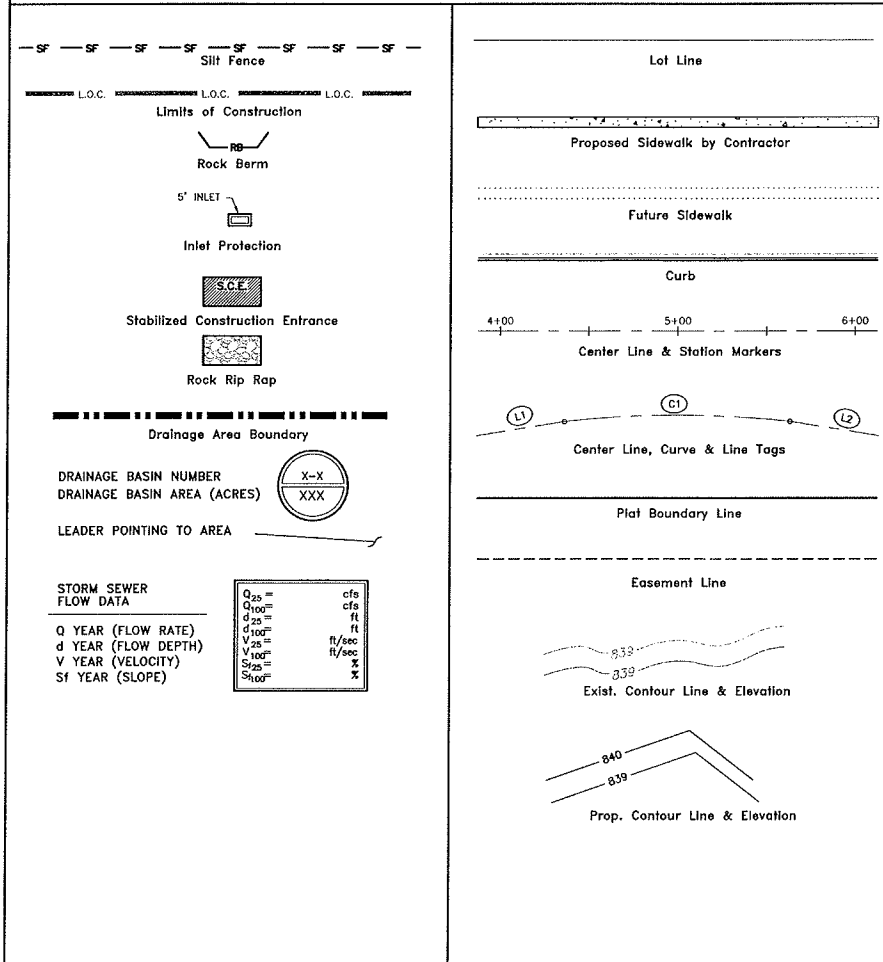 SF SF SF SF SF SF SF SF
Silt Fence
L.O.C. L.O.C. L.O.C.
Limits of Construction
RB
Rock Berm
5' INLET
Inlet Protection
S.C.E.
Stabilized Construction Entrance
Rock Rip Rap
Drainage Area Boundary
DRAINAGE BASIN NUMBER X-X
DRAINAGE BASIN AREA (ACRES) XXX
LEADER POINTING TO AREA
STORM SEWER
FLOW DATA
Q YEAR (FLOW RATE)
d YEAR (FLOW DEPTH)
V YEAR (VELOCITY)
Sf YEAR (SLOPE)
Q25= cfs
Q100= cfs
d25= ft
d100= ft
V25= ft/sec
V100= ft/sec
Sf25= %
Sf100= %
Lot Line
Proposed Sidewalk by Contractor
Future Sidewalk
Curb
4+00 5+00 6+00
Center Line & Station Markers
L1 C1 L2
Center Line, Curve & Line Tags
Plat Boundary Line
Easement Line
839
839
Exist. Contour Line & Elevation
840
839
Prop. Contour Line & Elevation